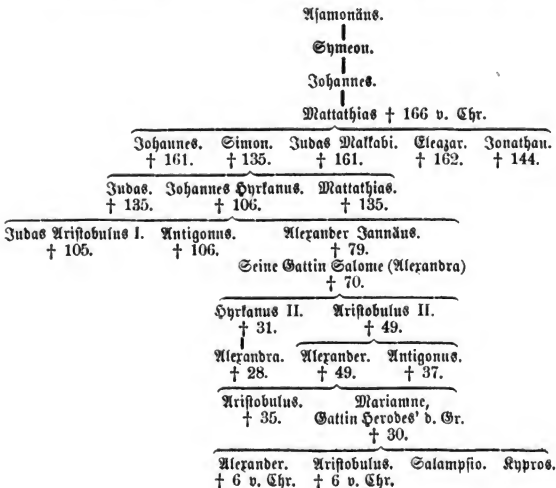 Asamonäus.
Symeon.
Johannes.
Mattathias † 166 v. Chr.
Johannes. Simon. Judas Makkabi. Eleazar. Jonathan.
† 161. † 135. † 161. † 162. † 144.
Judas. Johannes Hyrkanus. Mattathias.
† 135. † 106. † 135.
Judas Aristobulus I. Antigonus. Alexander Jannäus.
† 105. † 106. † 79.
Seine Gattin Salome (Alexandra)
† 70.
Hyrkanus II. Aristobulus II.
† 31. † 49.
Alexandra. Alexander. Antigonus.
† 28. † 49. † 37.
Aristobulus. Mariamne,
† 35. Gattin Herodes' d. Gr.
† 30.
Alexander. Aristobulus. Salampsio. Kypros.
† 6 v. Chr. † 6 v. Chr.